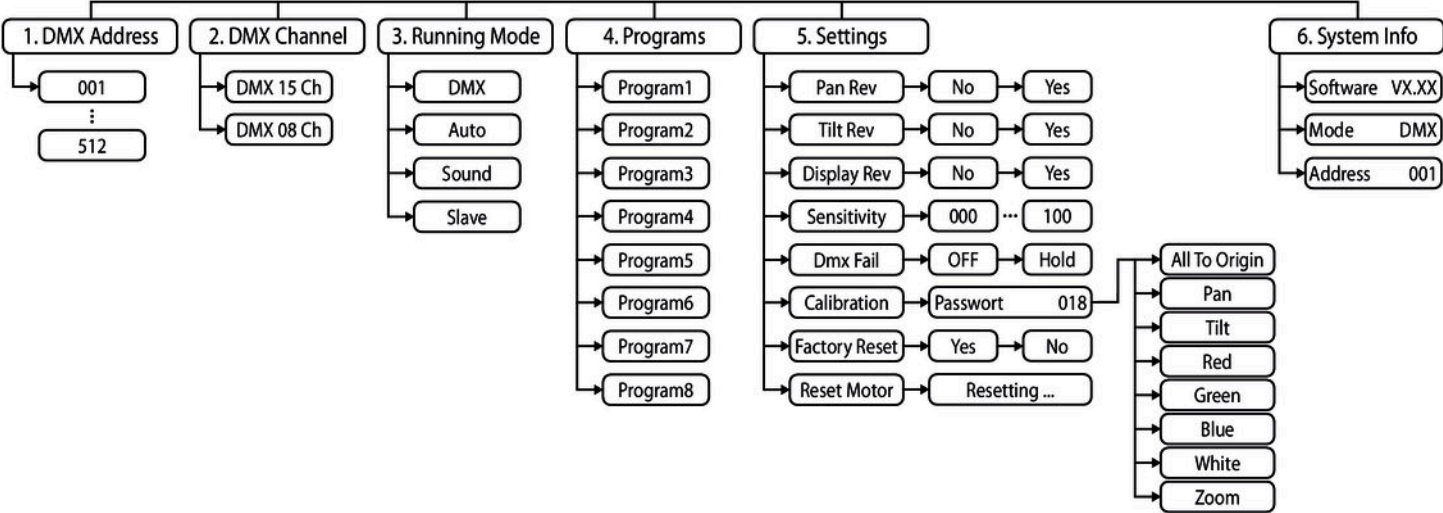 1. DMX Address
001
⋮
512
2. DMX Channel
DMX 15 Ch
DMX 08 Ch
3. Running Mode
DMX
Auto
Sound
Slave
4. Programs
Program1
Program2
Program3
Program4
Program5
Program6
Program7
Program8
5. Settings
Pan Rev No Yes
Tilt Rev No Yes
Display Rev No Yes
Sensitivity 000 ... 100
Dmx Fail OFF Hold
Calibration Passwort 018
All To Origin
Pan
Tilt
Red
Green
Blue
White
Zoom
Factory Reset Yes No
Reset Motor Resetting ...
6. System Info
Software VX.XX
Mode DMX
Address 001